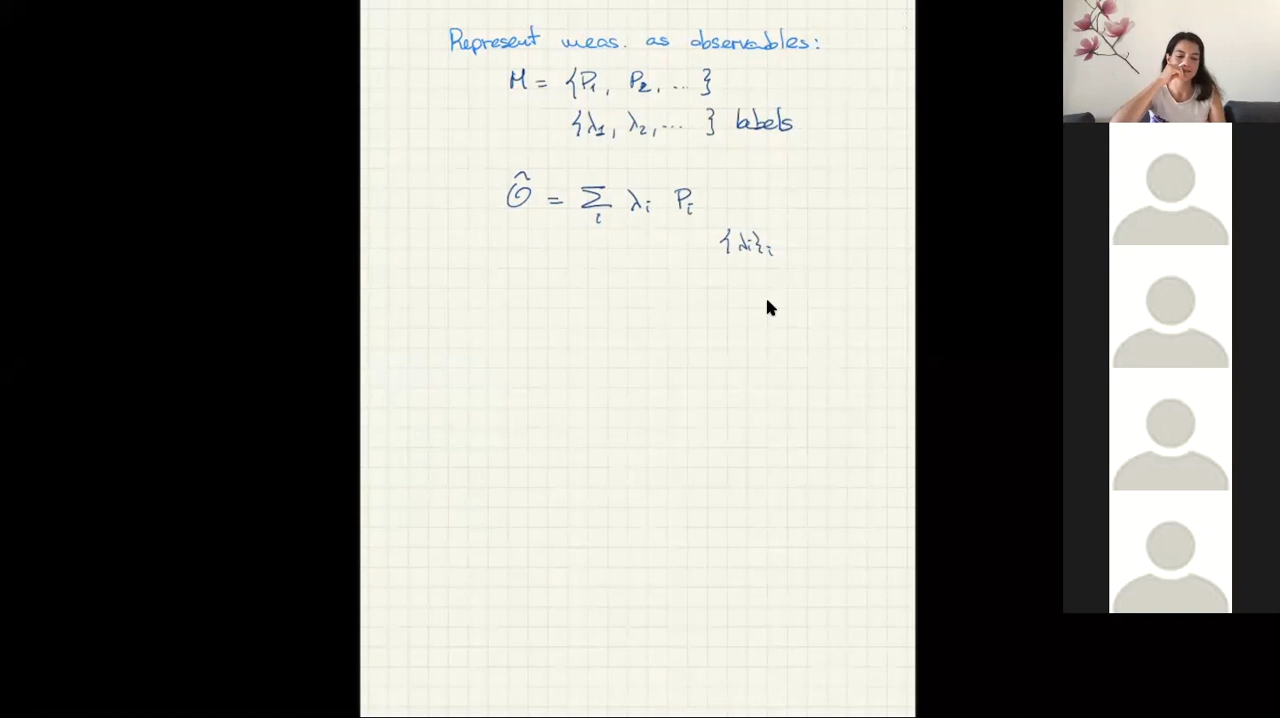 Represent meas. as observables:
M = {P₁, P₂, ... }
{λ₁, λ₂, ... } labels
Ô = Σᵢ λᵢ Pᵢ
{λᵢ}ᵢ